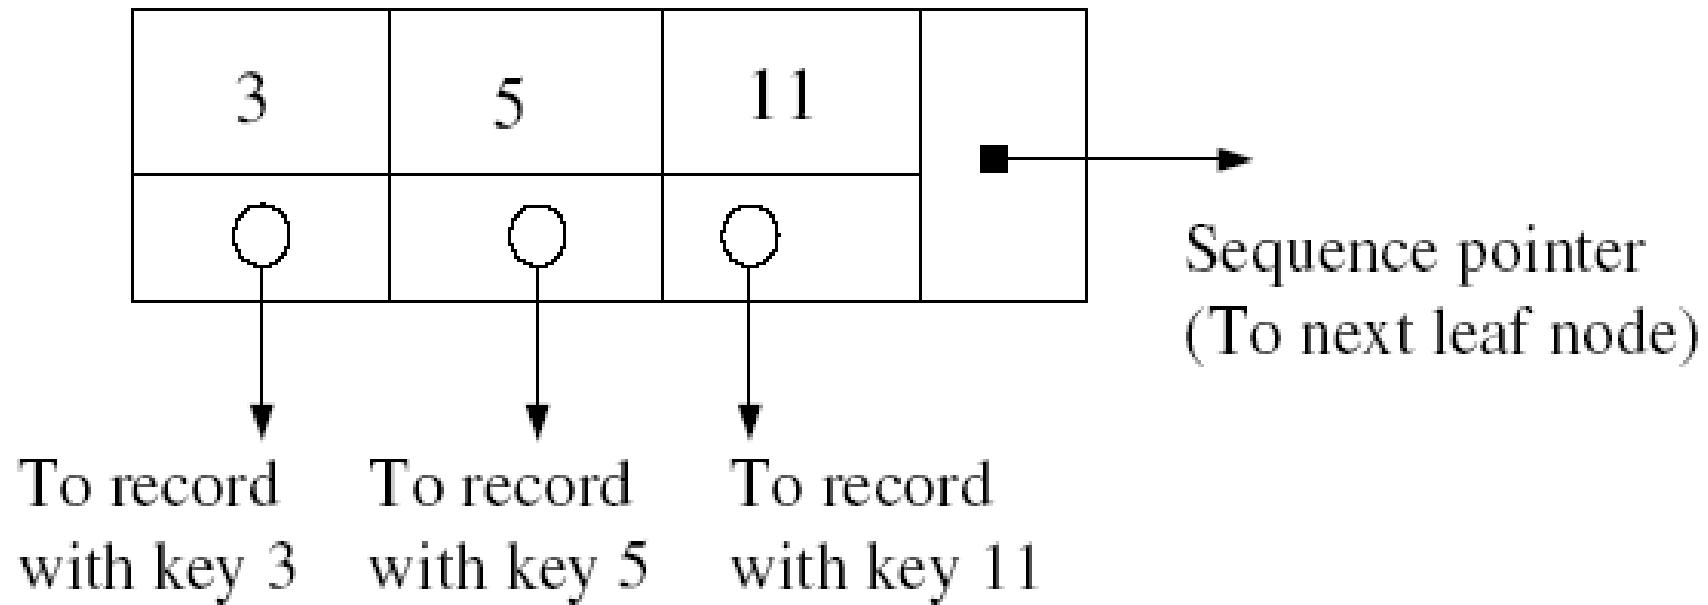 3 5 11
Sequence pointer
(To next leaf node)
To record To record To record
with key 3 with key 5 with key 11